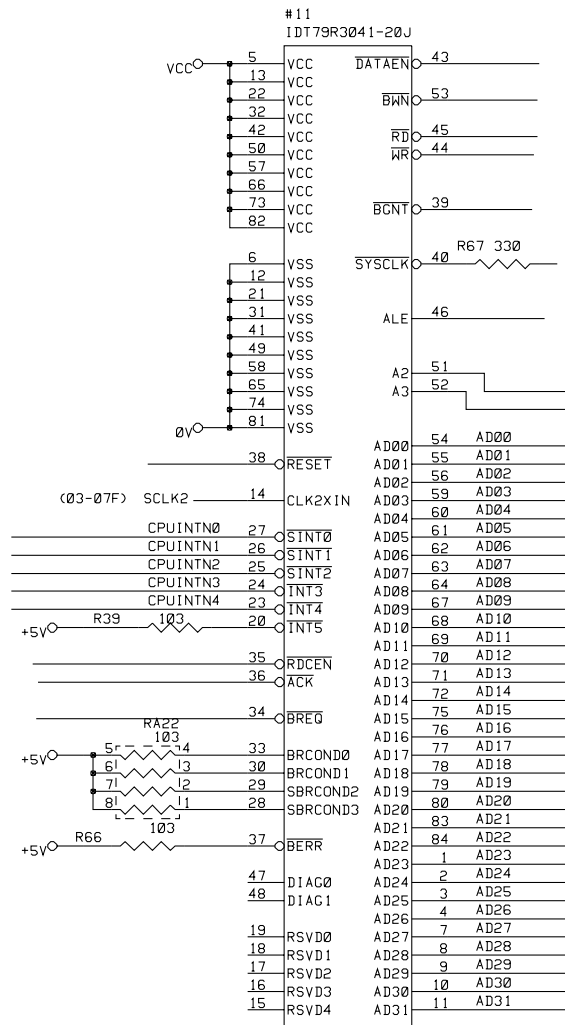 #11
IDT79R3041-20J
VCC 5 VCC DATAEN 43
13 VCC
22 VCC BWN 53
32 VCC
42 VCC RD 45
50 VCC WR 44
57 VCC
66 VCC
73 VCC BGNT 39
82 VCC
R67 330
6 VSS SYSCLK 40
12 VSS
21 VSS
31 VSS ALE 46
41 VSS
49 VSS
58 VSS A2 51
65 VSS A3 52
74 VSS
0V 81 VSS
AD00 54 AD00
38 RESET AD01 55 AD01
AD02 56 AD02
(03-07F) SCLK2 14 CLK2XIN AD03 59 AD03
AD04 60 AD04
CPUINTN0 27 SINT0 AD05 61 AD05
CPUINTN1 26 SINT1 AD06 62 AD06
CPUINTN2 25 SINT2 AD07 63 AD07
CPUINTN3 24 INT3 AD08 64 AD08
CPUINTN4 23 INT4 AD09 67 AD09
+5V R39 103 20 INT5 AD10 68 AD10
AD11 69 AD11
35 RDCEN AD12 70 AD12
36 ACK AD13 71 AD13
AD14 72 AD14
34 BREQ AD15 75 AD15
RA22
103 AD16 76 AD16
+5V 5 4 33 BRCOND0 AD17 77 AD17
6 3 30 BRCOND1 AD18 78 AD18
7 2 29 SBRCOND2 AD19 79 AD19
8 1 28 SBRCOND3 AD20 80 AD20
AD21 83 AD21
+5V R66 103 37 BERR AD22 84 AD22
AD23 1 AD23
47 DIAG0 AD24 2 AD24
48 DIAG1 AD25 3 AD25
AD26 4 AD26
19 RSVD0 AD27 7 AD27
18 RSVD1 AD28 8 AD28
17 RSVD2 AD29 9 AD29
16 RSVD3 AD30 10 AD30
15 RSVD4 AD31 11 AD31